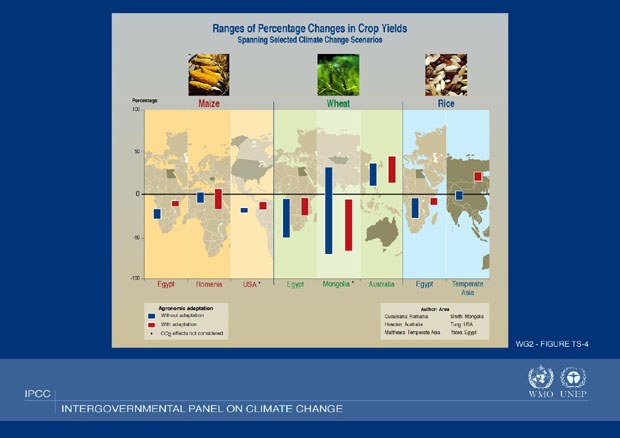 Ranges of Percentage Changes in Crop Yields
Spanning Selected Climate Change Scenarios
Maize Wheat Rice
Percentage
100
50
0
-50
-100
Egypt Romania USA * Egypt Mongolia * Australia Egypt Temperate
Asia
Agronomic adaptation
Without adaptation
With adaptation
* CO2 effects not considered
Author: Area
Cuculeanu: Romania Smith: Mongolia
Howden: Australia Tung: USA
Matthews: Temperate Asia Yates: Egypt
WG2 - FIGURE TS-4
WMO UNEP
IPCC
INTERGOVERNMENTAL PANEL ON CLIMATE CHANGE